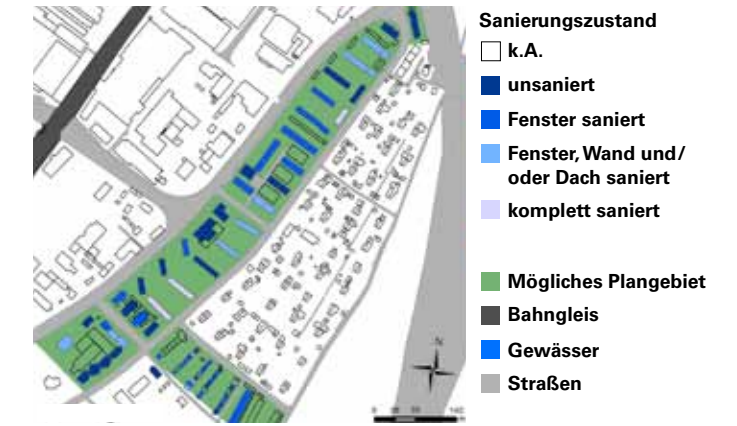 Sanierungszustand
k.A.
unsaniert
Fenster saniert
Fenster, Wand und/
oder Dach saniert
komplett saniert
Mögliches Plangebiet
Bahngleis
Gewässer
Straßen
N